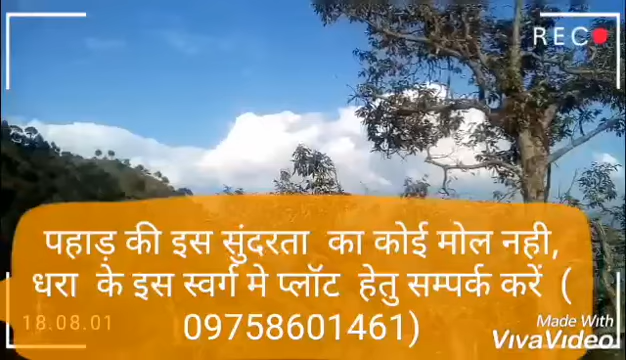 REC
पहाड़ की इस सुंदरता का कोई मोल नही,
धरा के इस स्वर्ग मे प्लॉट हेतु सम्पर्क करें (
09758601461)
18.08.01
Made With
VivaVideo